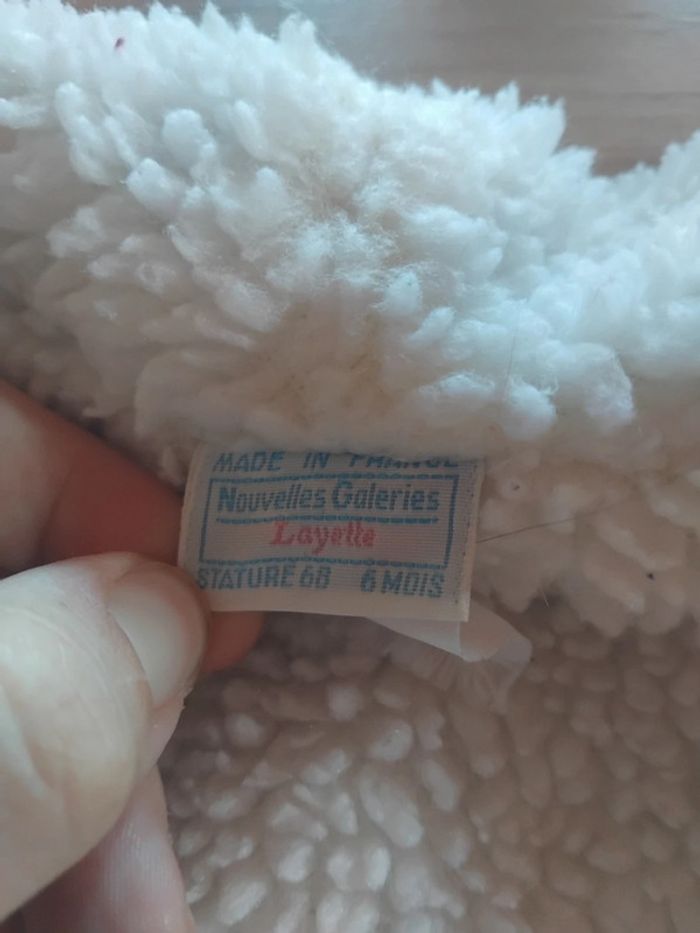 MADE IN FRANCE
Nouvelles Galeries
Layette
STATURE 68 6 MOIS